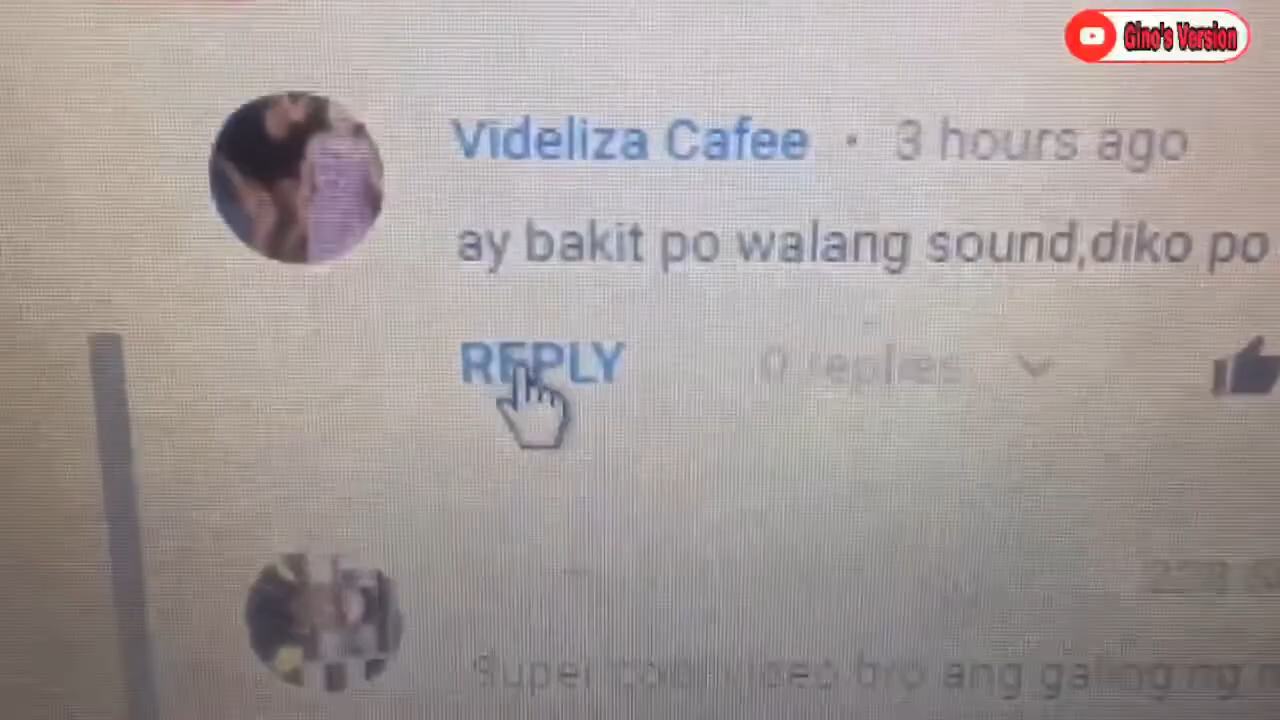 Gino's Version
Videliza Cafee · 3 hours ago
ay bakit po walang sound,diko po
REPLY 0 replies
Super cool video bro ang galing ng